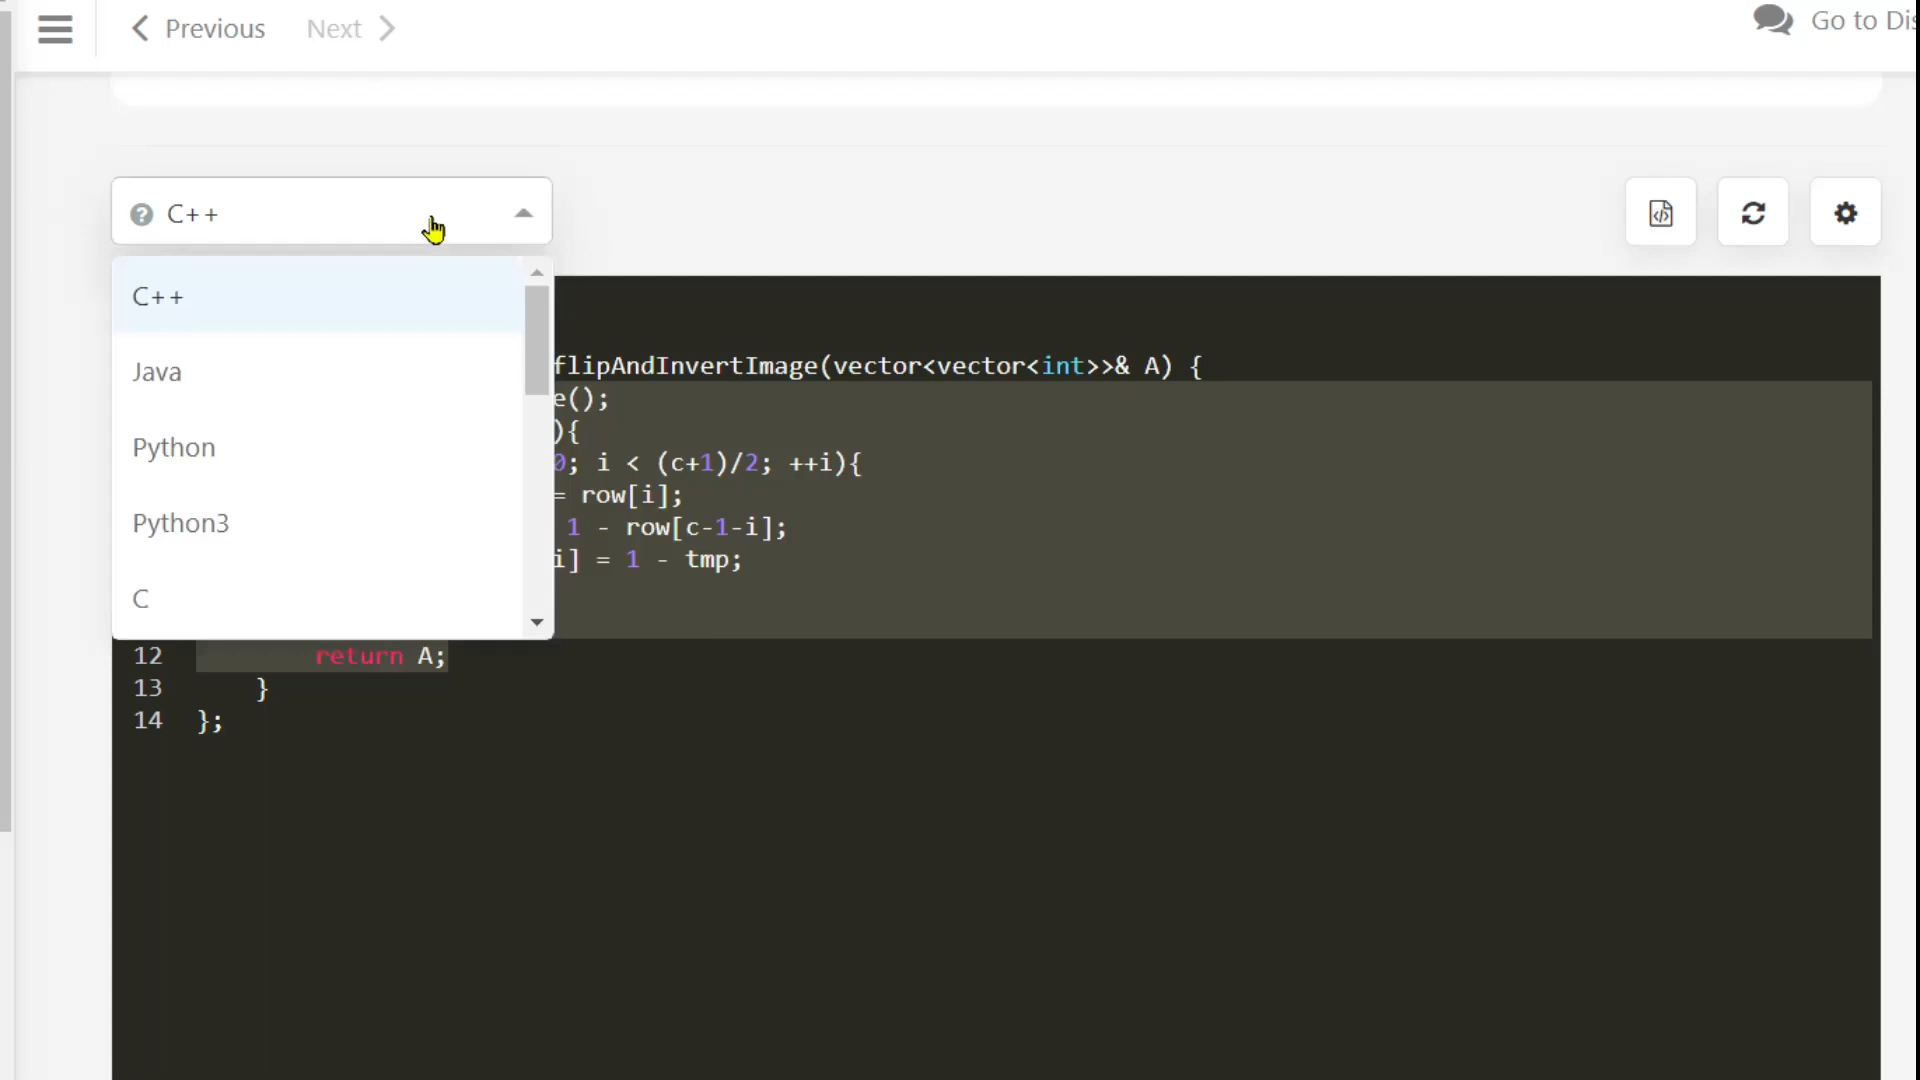 Previous Next Go to Dis
C++
C++
Java
Python
Python3
C
flipAndInvertImage(vector<vector<int>>& A) {
e();
){
0; i < (c+1)/2; ++i){
= row[i];
1 - row[c-1-i];
i] = 1 - tmp;
12 return A;
13 }
14 };